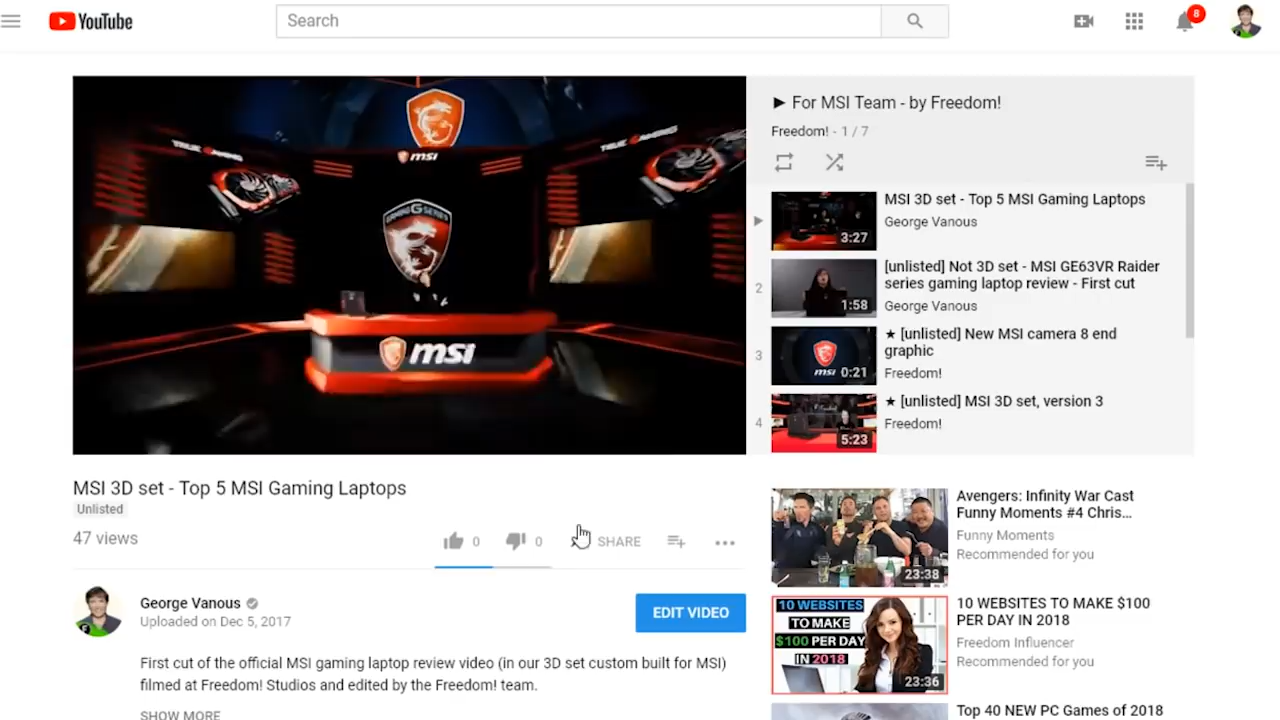 YouTube
Search
8
TRUE GAMING
TRUE GAMING
msi
GAMING G SERIES
msi
► For MSI Team - by Freedom!
Freedom! - 1 / 7
MSI 3D set - Top 5 MSI Gaming Laptops
George Vanous
3:27
2
[unlisted] Not 3D set - MSI GE63VR Raider
series gaming laptop review - First cut
George Vanous
1:58
3
★ [unlisted] New MSI camera 8 end
graphic
Freedom!
msi
0:21
4
★ [unlisted] MSI 3D set, version 3
Freedom!
5:23
MSI 3D set - Top 5 MSI Gaming Laptops
Unlisted
47 views
0
0
SHARE
George Vanous
Uploaded on Dec 5, 2017
EDIT VIDEO
First cut of the official MSI gaming laptop review video (in our 3D set custom built for MSI)
filmed at Freedom! Studios and edited by the Freedom! team.
SHOW MORE
Avengers: Infinity War Cast
Funny Moments #4 Chris...
Funny Moments
Recommended for you
23:38
10 WEBSITES
TO MAKE
$100 PER DAY
IN 2018
23:36
10 WEBSITES TO MAKE $100
PER DAY IN 2018
Freedom Influencer
Recommended for you
Top 40 NEW PC Games of 2018